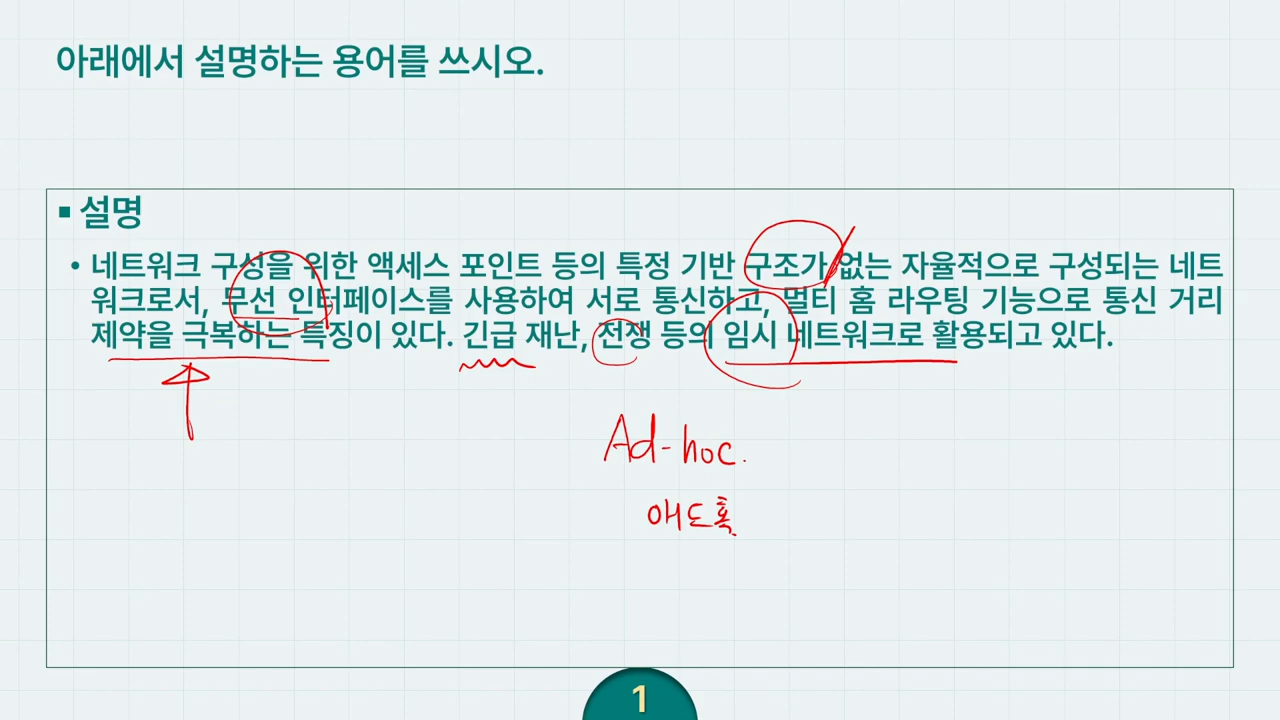 아래에서 설명하는 용어를 쓰시오.
▪ 설명
• 네트워크 구성을 위한 액세스 포인트 등의 특정 기반 구조가 없는 자율적으로 구성되는 네트
워크로서, 무선 인터페이스를 사용하여 서로 통신하고, 멀티 홉 라우팅 기능으로 통신 거리
제약을 극복하는 특징이 있다. 긴급 재난, 전쟁 등의 임시 네트워크로 활용되고 있다.
Ad-hoc.
애드혹
1